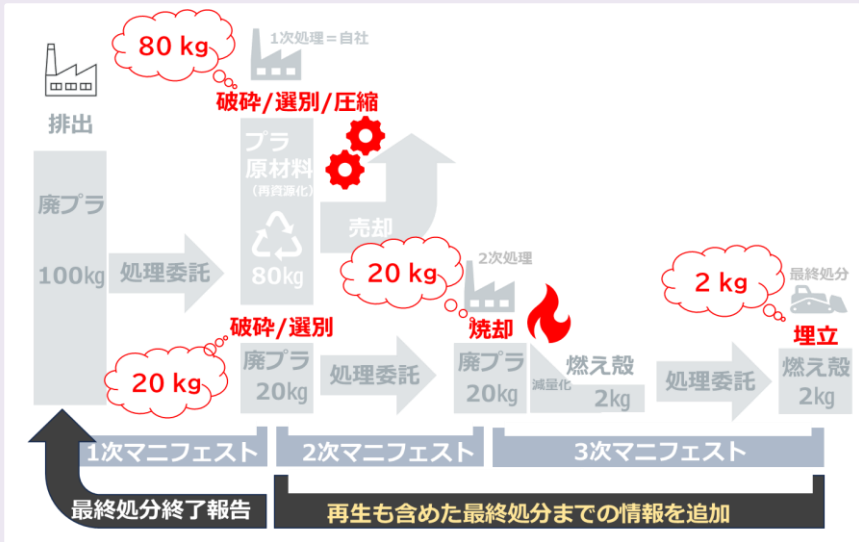 80 kg
1次処理=自社
排出
破砕/選別/圧縮
プラ
原材料
(再資源化)
80kg
売却
廃プラ
100kg
処理委託
20 kg
破砕/選別
廃プラ
20kg
処理委託
20 kg
2次処理
焼却
廃プラ
20kg
減量化
燃え殻
2kg
処理委託
2 kg
最終処分
埋立
燃え殻
2kg
1次マニフェスト
2次マニフェスト
3次マニフェスト
最終処分終了報告
再生も含めた最終処分までの情報を追加